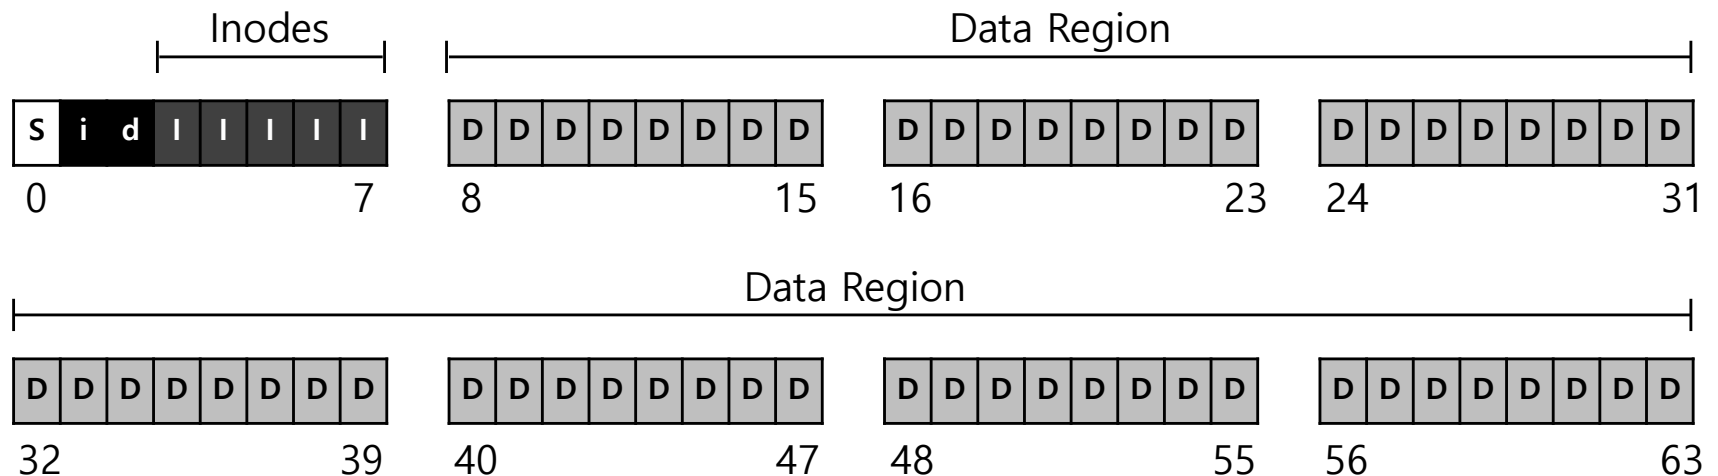 Inodes Data Region
S i d I I I I I D D D D D D D D D D D D D D D D D D D D D D D D
0 7 8 15 16 23 24 31
Data Region
D D D D D D D D D D D D D D D D D D D D D D D D D D D D D D D D
32 39 40 47 48 55 56 63